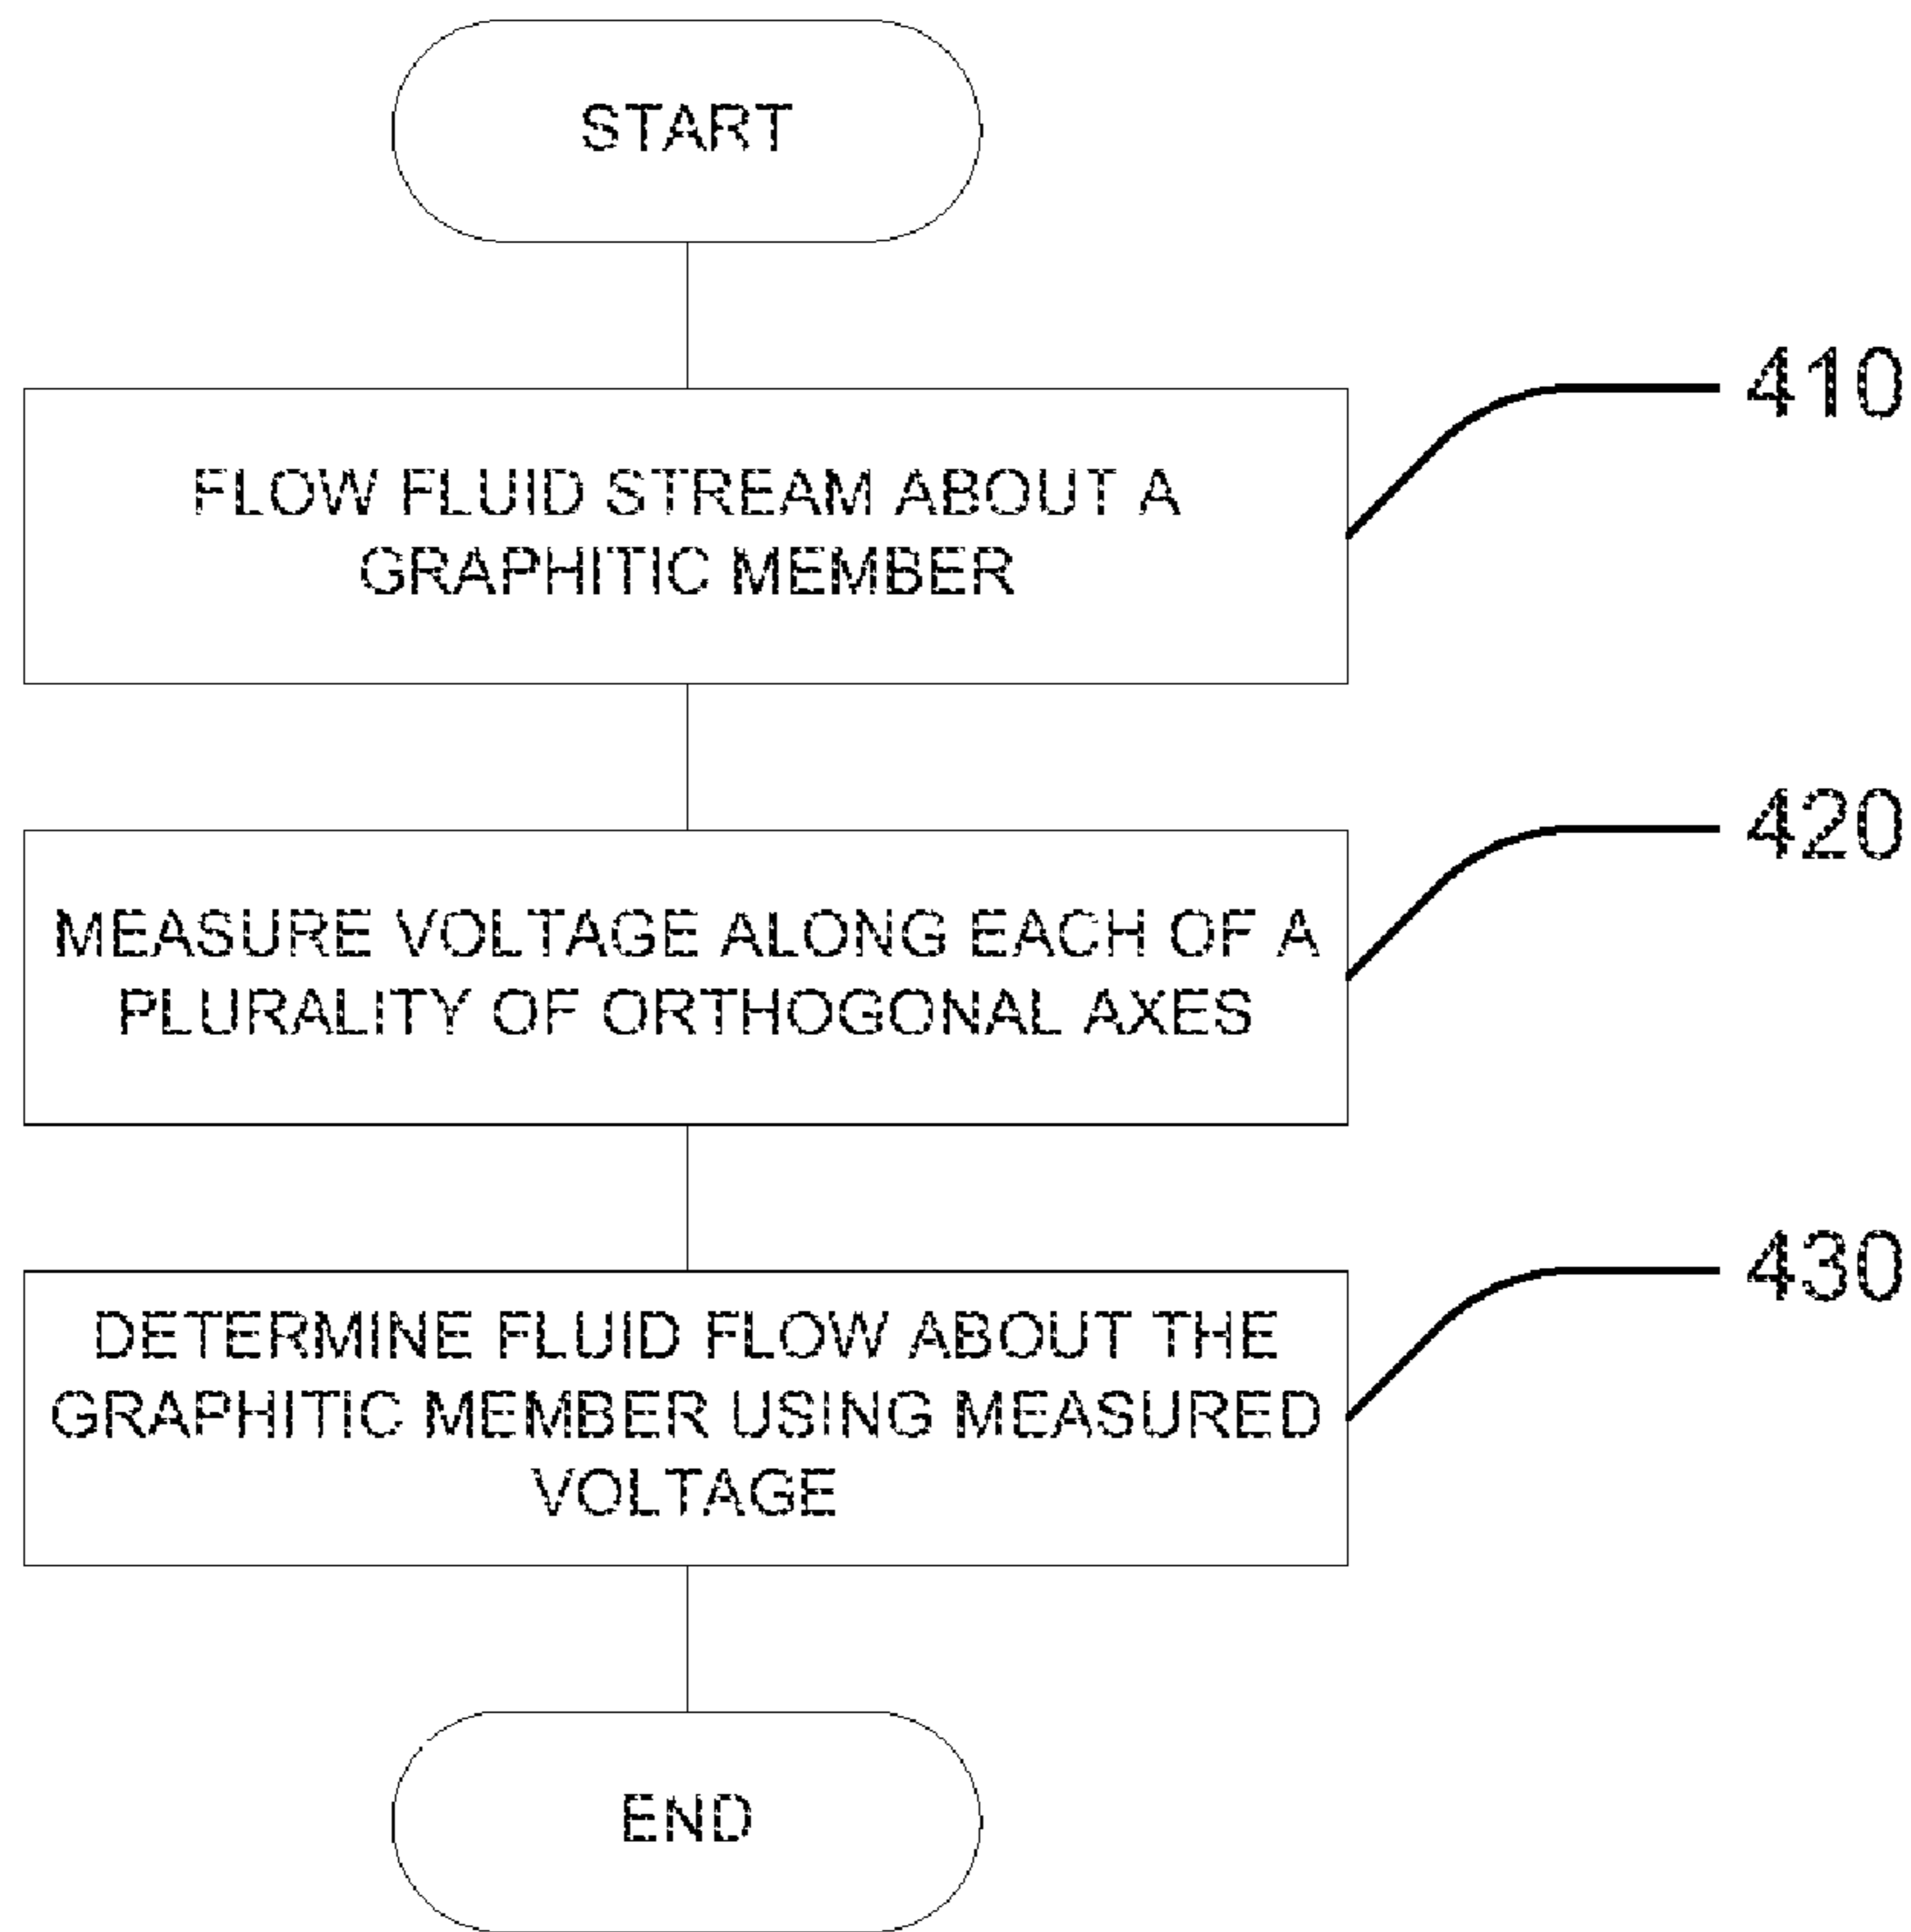 START
410
FLOW FLUID STREAM ABOUT A
GRAPHITIC MEMBER
420
MEASURE VOLTAGE ALONG EACH OF A
PLURALITY OF ORTHOGONAL AXES
430
DETERMINE FLUID FLOW ABOUT THE
GRAPHITIC MEMBER USING MEASURED
VOLTAGE
END